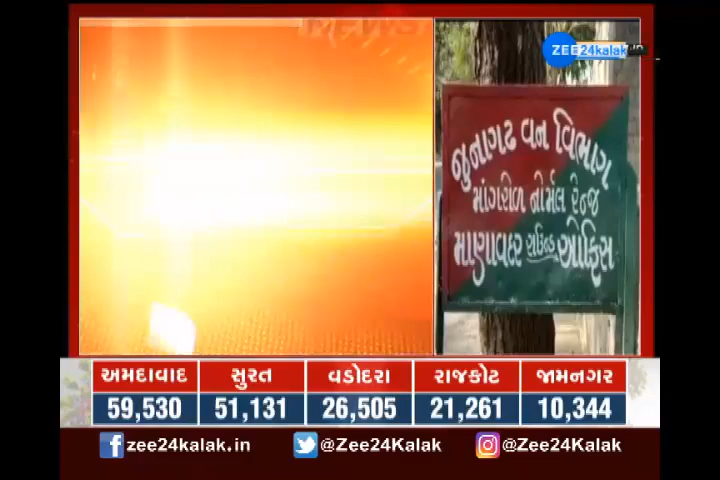 ZEE24kalak
જુનાગઢ વન વિભાગ
માંગરોળ નોર્મલ રેન્જ
માણાવદર રાઉન્ડ ઓફિસ
અમદાવાદ સુરત વડોદરા રાજકોટ જામનગર
59,530 51,131 26,505 21,261 10,344
zee24kalak.in @Zee24Kalak @Zee24Kalak